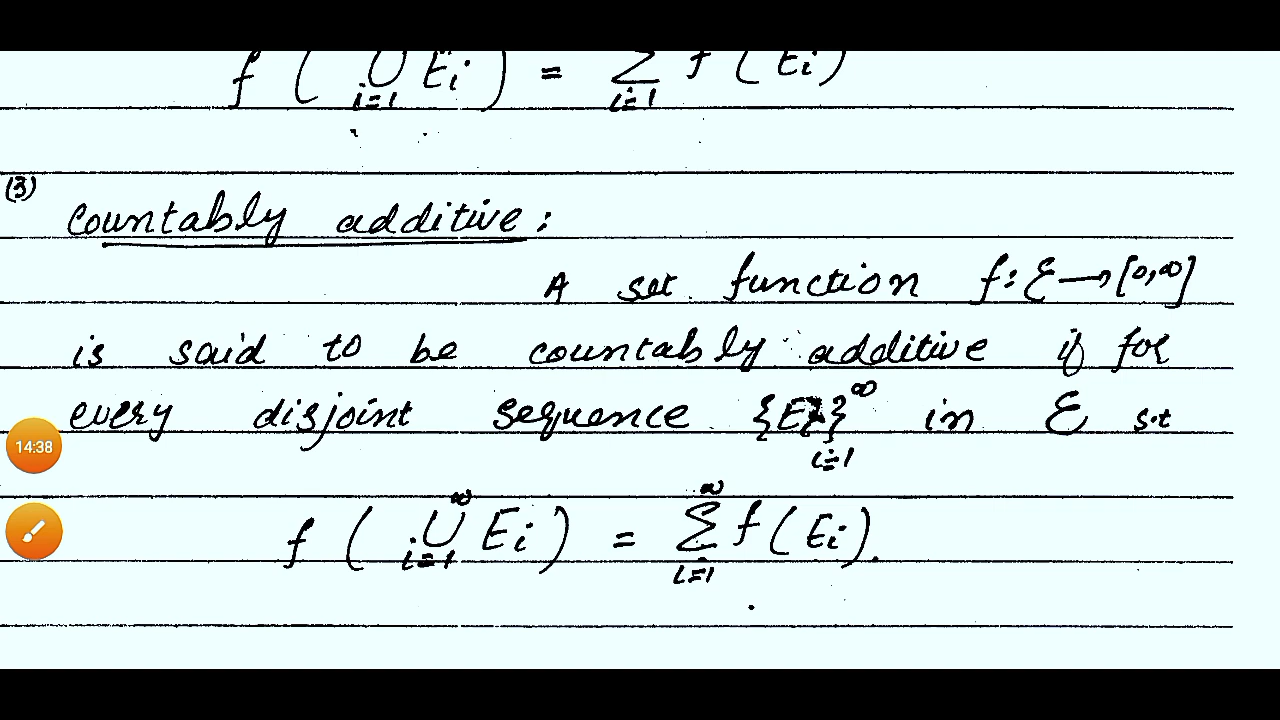 f ( ∪ Ei ) = Σ f ( Ei )
i=1 i=1
(3)
Countably additive :
A set function f: Ɛ → [0,∞]
is said to be countably additive if for
every disjoint sequence {Ei}^∞_{i=1} in Ɛ s.t
14:38
f ( ∪^∞_{i=1} Ei ) = Σ^∞_{i=1} f ( Ei ).